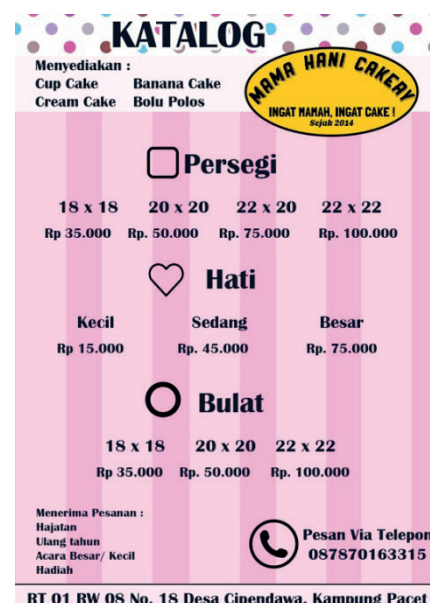 KATALOG
Menyediakan :
Cup Cake Banana Cake
Cream Cake Bolu Polos
MAMA HANI CAKERY
INGAT MAMAH, INGAT CAKE !
Sejak 2014
Persegi
18 x 18 20 x 20 22 x 20 22 x 22
Rp 35.000 Rp. 50.000 Rp. 75.000 Rp. 100.000
Hati
Kecil Sedang Besar
Rp 15.000 Rp. 45.000 Rp. 75.000
Bulat
18 x 18 20 x 20 22 x 22
Rp 35.000 Rp. 50.000 Rp. 100.000
Menerima Pesanan :
Hajatan
Ulang tahun
Acara Besar/ Kecil
Hadiah
Pesan Via Telepon
087870163315
RT 01 RW 08 No. 18 Desa Cipendawa, Kampung Pacet